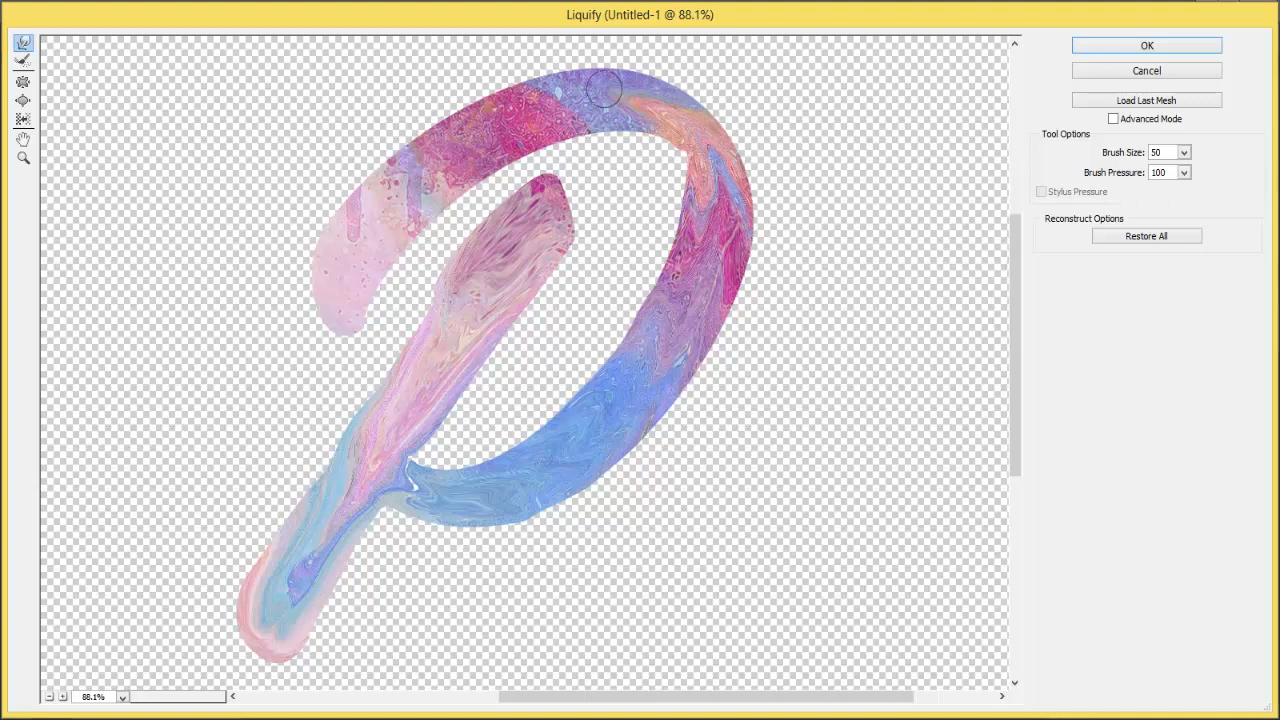 Liquify (Untitled-1 @ 88.1%)
OK
Cancel
Load Last Mesh
Advanced Mode
Tool Options
Brush Size: 50
Brush Pressure: 100
Stylus Pressure
Reconstruct Options
Restore All
88.1%